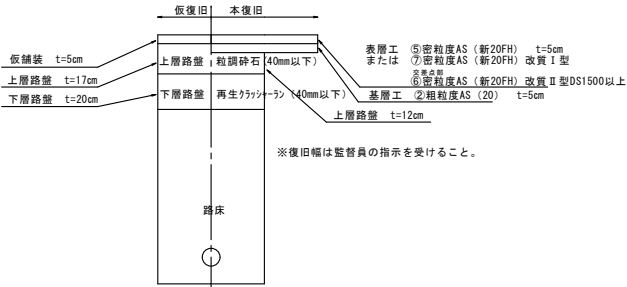 仮復旧 本復旧
表層工 ⑤密粒度AS（新20FH） t=5cm
または ⑦密粒度AS（新20FH）改質Ⅰ型
交差点部
⑥密粒度AS（新20FH）改質Ⅱ型DS1500以上
基層工 ②粗粒度AS（20） t=5cm
仮舗装 t=5cm
上層路盤 t=17cm
下層路盤 t=20cm
上層路盤 粒調砕石（40mm以下）
下層路盤 再生クラッシャーラン（40mm以下）
上層路盤 t=12cm
※復旧幅は監督員の指示を受けること。
路床